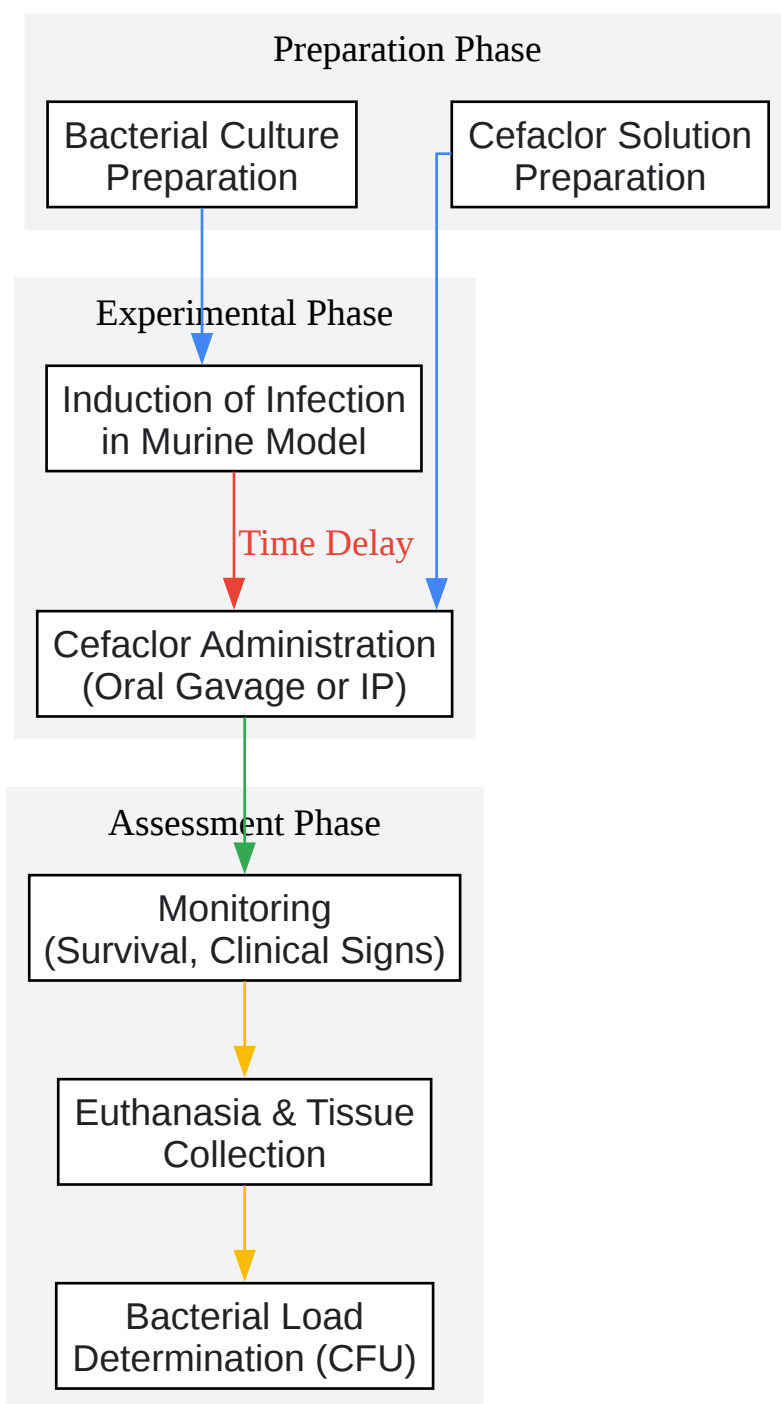 Preparation Phase
Bacterial Culture
Preparation
Cefaclor Solution
Preparation
Experimental Phase
Induction of Infection
in Murine Model
Time Delay
Cefaclor Administration
(Oral Gavage or IP)
Assessment Phase
Monitoring
(Survival, Clinical Signs)
Euthanasia & Tissue
Collection
Bacterial Load
Determination (CFU)